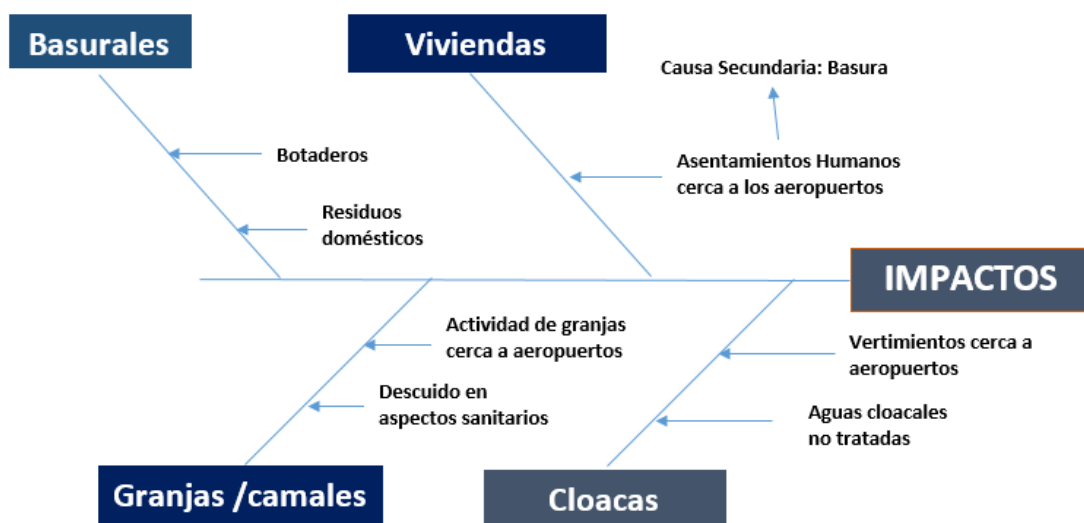 Basurales
Viviendas
Causa Secundaria: Basura
Botaderos
Asentamientos Humanos
cerca a los aeropuertos
Residuos
domésticos
IMPACTOS
Actividad de granjas
cerca a aeropuertos
Vertimientos cerca a
aeropuertos
Descuido en
aspectos sanitarios
Aguas cloacales
no tratadas
Granjas /camales
Cloacas